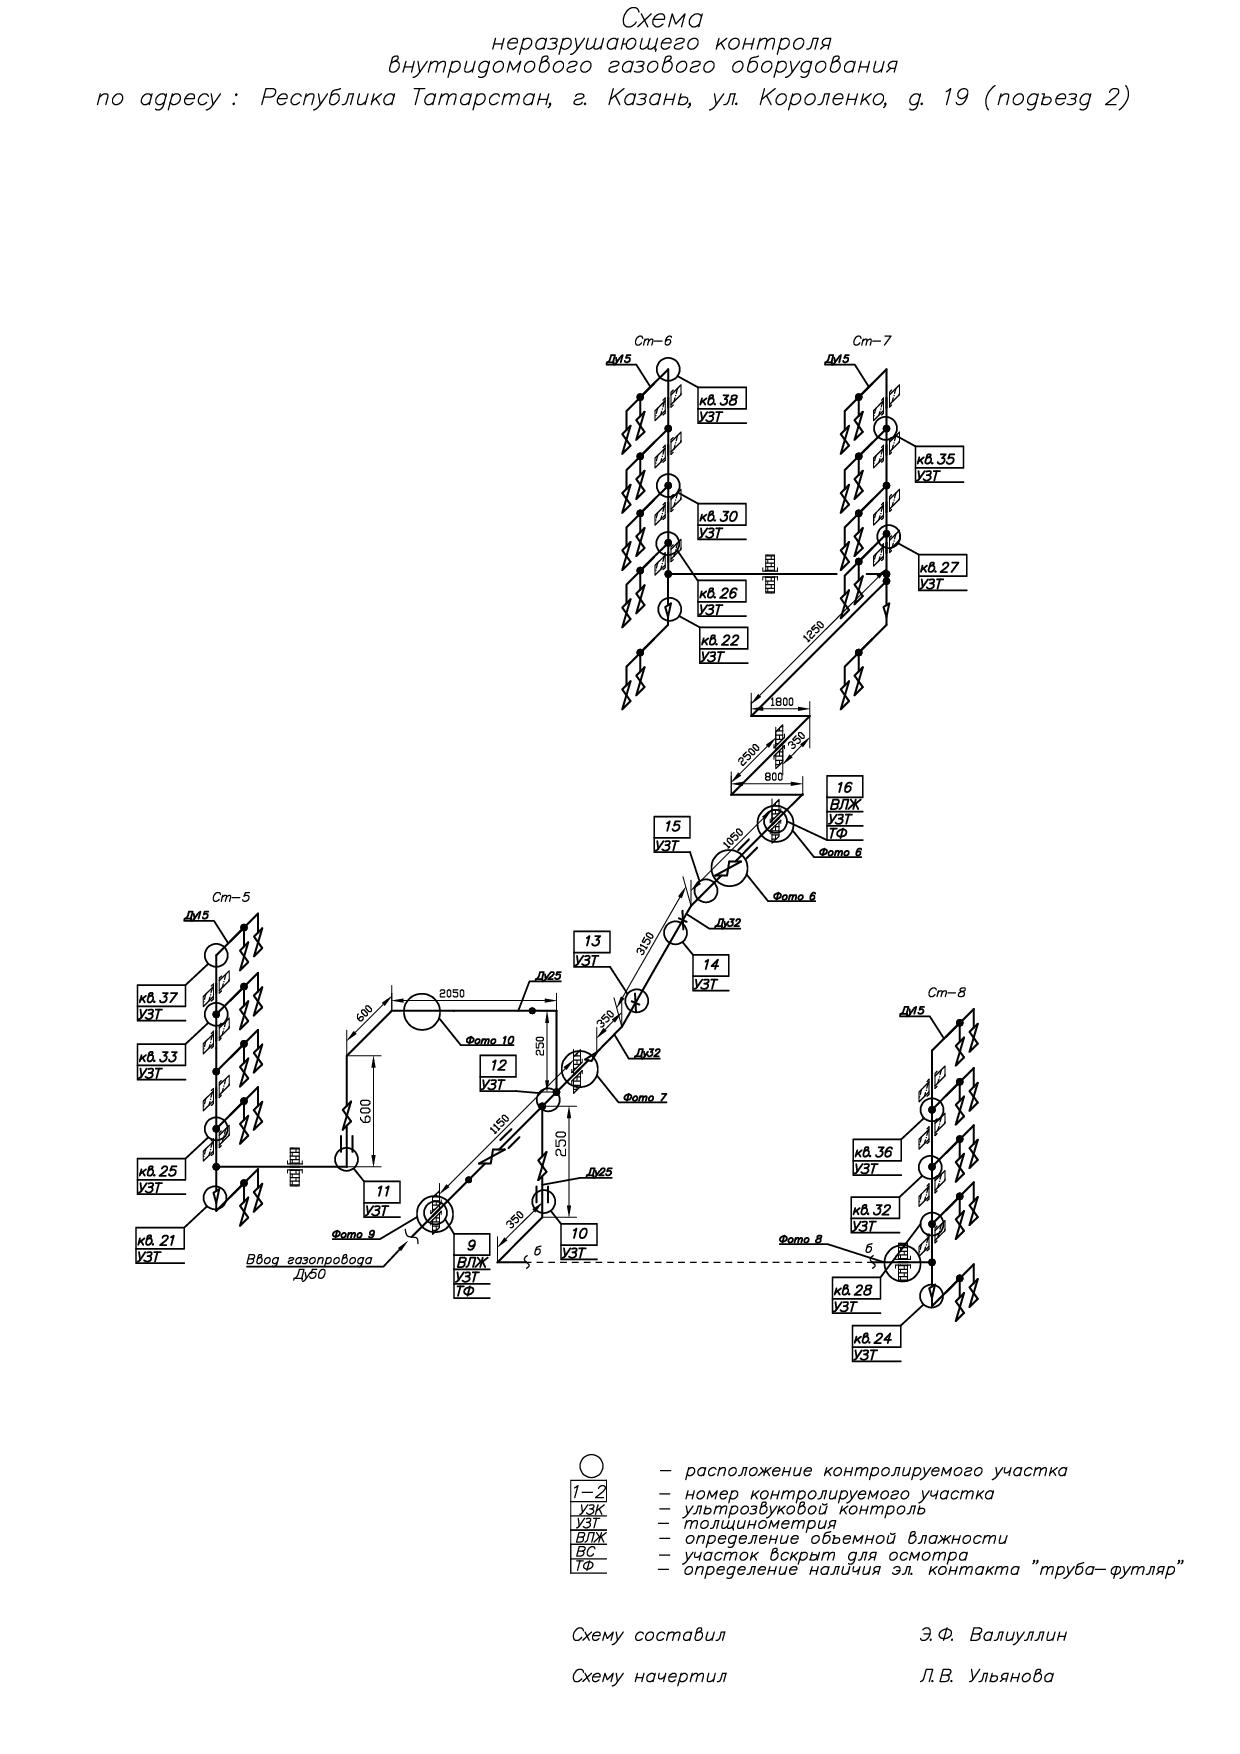 Схема
неразрушающего контроля
внутридомового газового оборудования
по адресу : Республика Татарстан, г. Казань, ул. Короленко, д. 19 (подъезд 2)
Ст-6
Ст-7
Ду15
Ду15
кв.38
УЗТ
кв.35
УЗТ
кв.30
УЗТ
кв.27
УЗТ
кв.26
УЗТ
кв.22
УЗТ
1250
1800
2500
350
800
16
ВЛЖ
УЗТ
ТФ
Фото 6
15
УЗТ
1050
Фото 6
Ст-5
Ду15
Ду32
13
УЗТ
3150
14
УЗТ
Ст-8
Ду15
кв.37
УЗТ
Ду25
2050
600
350
Фото 10
250
Ду32
кв.33
УЗТ
12
УЗТ
Фото 7
600
1150
250
кв.36
УЗТ
кв.25
УЗТ
Ду25
11
УЗТ
кв.32
УЗТ
350
10
УЗТ
кв.21
УЗТ
Фото 9
9
ВЛЖ
УЗТ
ТФ
Фото 8
б
б
Ввод газопровода
Ду50
кв.28
УЗТ
кв.24
УЗТ
– расположение контролируемого участка
1-2 – номер контролируемого участка
УЗК – ультрозвуковой контроль
УЗТ – толщинометрия
ВЛЖ – определение объемной влажности
ВС – участок вскрыт для осмотра
ТФ – определение наличия эл. контакта "труба-футляр"
Схему составил Э.Ф. Валиуллин
Схему начертил Л.В. Ульянова